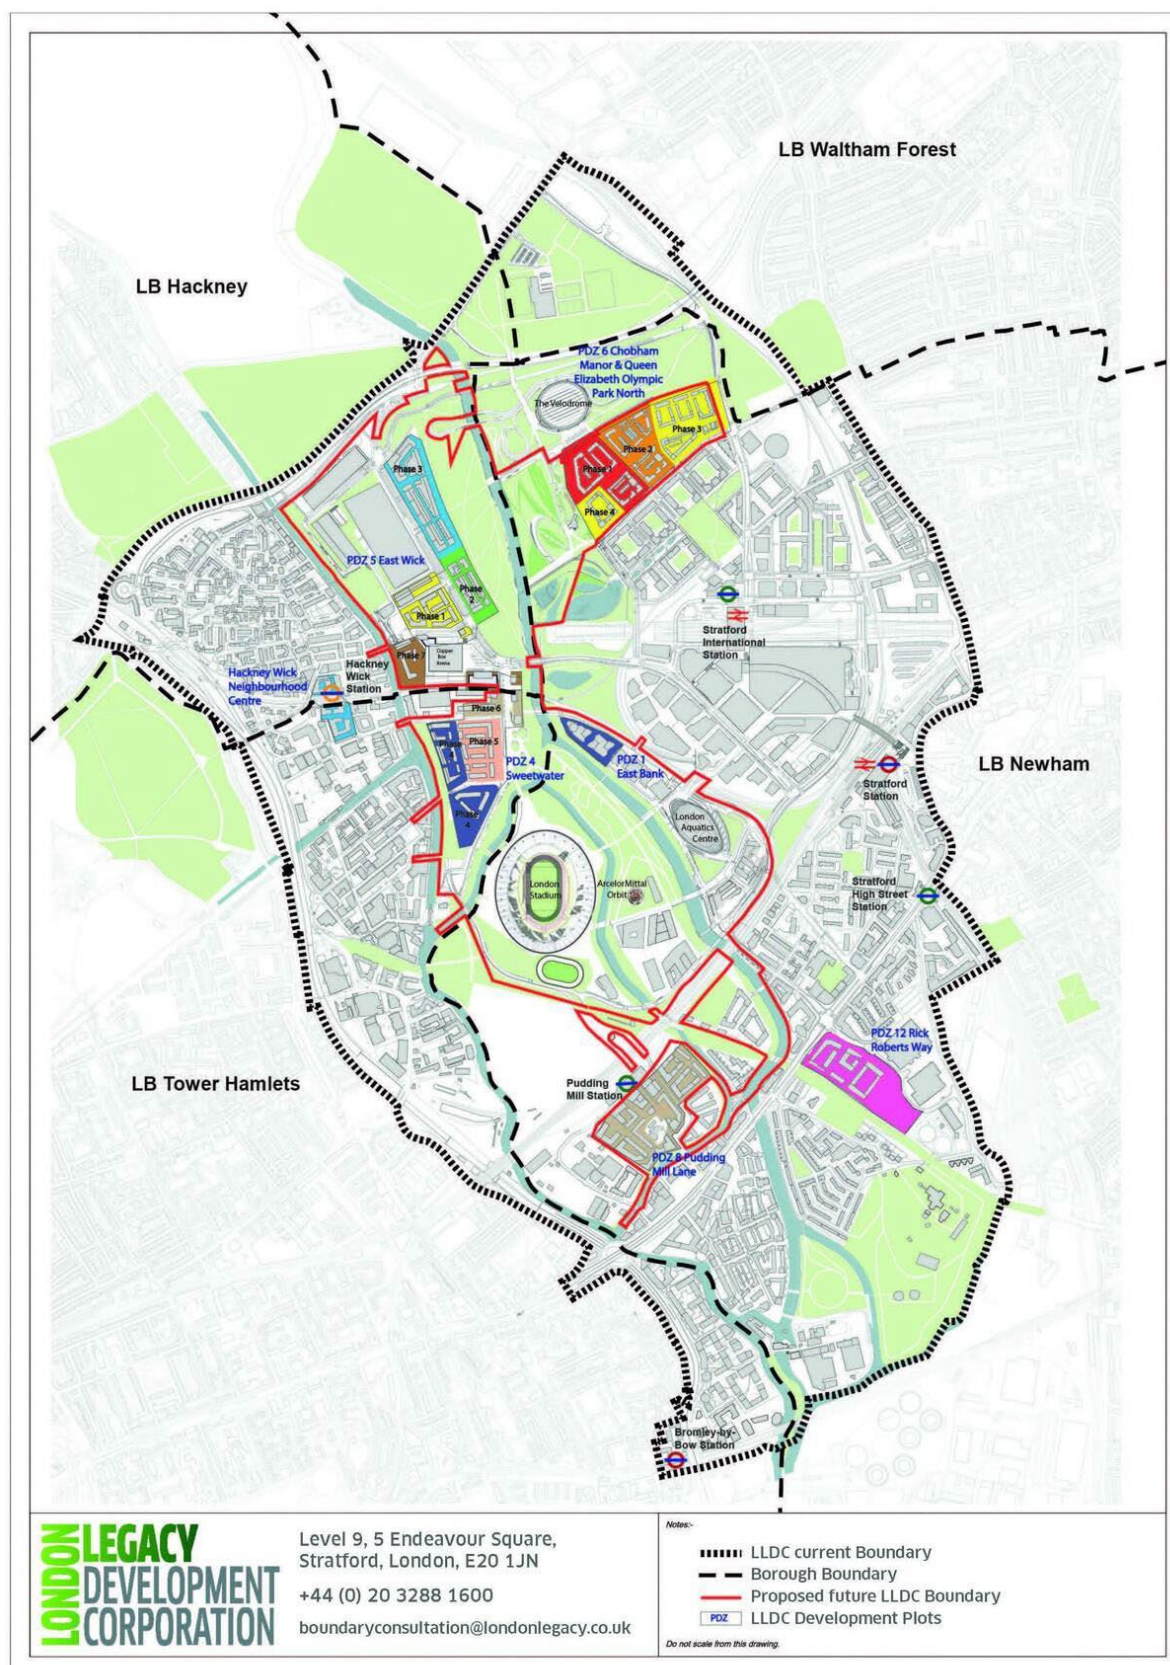 LB Waltham Forest
LB Hackney
PDZ 6 Chobham
Manor & Queen
Elizabeth Olympic
Park North
The Velodrome
Phase 3
Phase 2
Phase 1
Phase 4
Phase 3
PDZ 5 East Wick
Phase
2
Phase 1
Phase 7
Copper
Box
Arena
Stratford
International
Station
Hackney
Wick
Station
Hackney Wick
Neighbourhood
Centre
Phase 6
Phase 5
Phase
4
PDZ 4
Sweetwater
Phase
4
PDZ 1
East Bank
LB Newham
Stratford
Station
London
Aquatics
Centre
London
Stadium
ArcelorMittal
Orbit
Stratford
High Street
Station
PDZ 12 Rick
Roberts Way
LB Tower Hamlets
Pudding
Mill Station
PDZ 8 Pudding
Mill Lane
Bromley-by-
Bow Station
LONDON
LEGACY
DEVELOPMENT
CORPORATION
Level 9, 5 Endeavour Square,
Stratford, London, E20 1JN
+44 (0) 20 3288 1600
boundaryconsultation@londonlegacy.co.uk
Notes:-
LLDC current Boundary
Borough Boundary
Proposed future LLDC Boundary
PDZ LLDC Development Plots
Do not scale from this drawing.